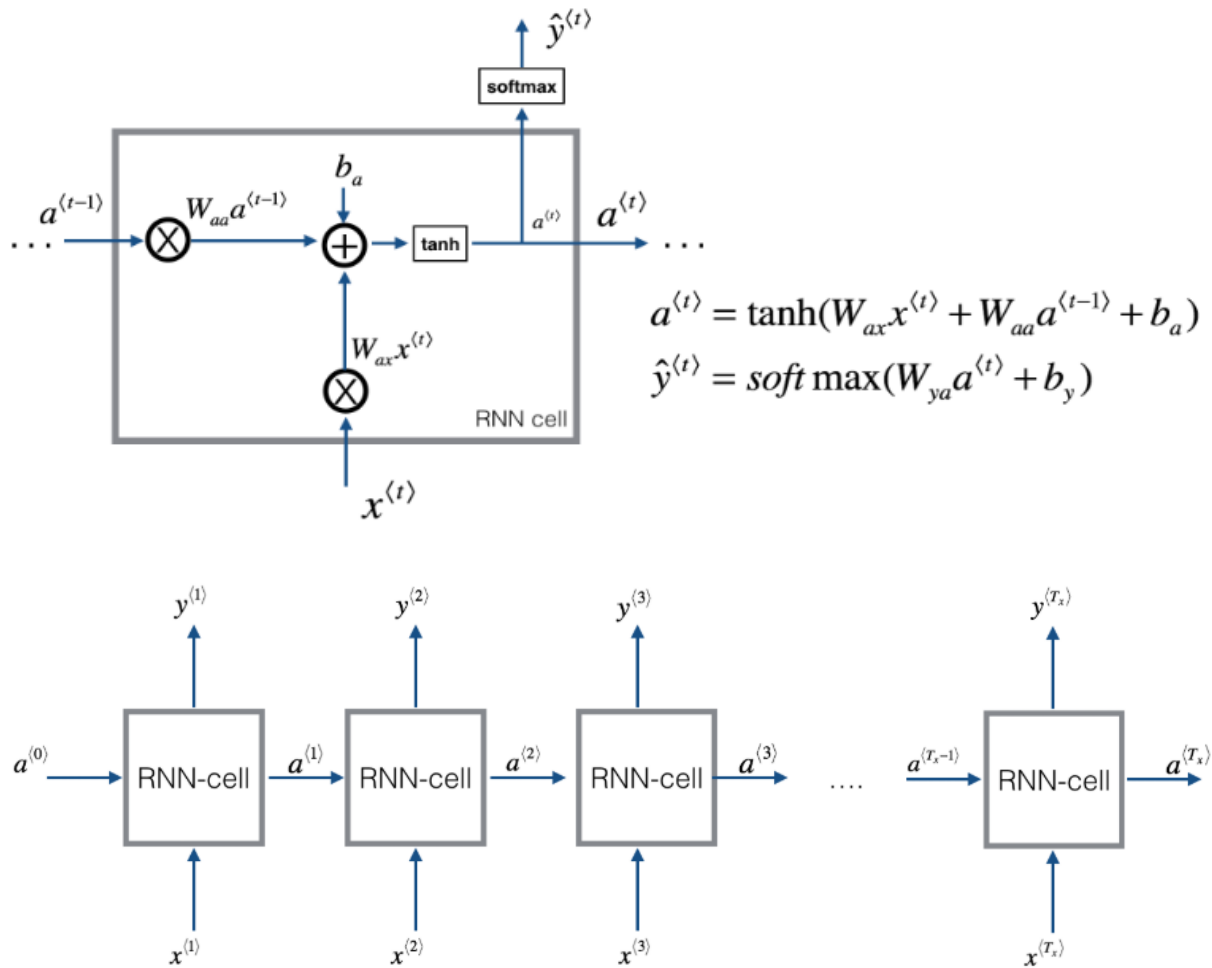 ŷ⟨t⟩
softmax
b_a
a⟨t-1⟩ W_aa a⟨t-1⟩ a⟨t⟩ a⟨t⟩
... tanh ...
a⟨t⟩ = tanh(W_ax x⟨t⟩ + W_aa a⟨t-1⟩ + b_a)
W_ax x⟨t⟩
ŷ⟨t⟩ = soft max(W_ya a⟨t⟩ + b_y)
RNN cell
x⟨t⟩
y⟨1⟩ y⟨2⟩ y⟨3⟩ y⟨T_x⟩
a⟨0⟩ RNN-cell a⟨1⟩ RNN-cell a⟨2⟩ RNN-cell a⟨3⟩ .... a⟨T_x-1⟩ RNN-cell a⟨T_x⟩
x⟨1⟩ x⟨2⟩ x⟨3⟩ x⟨T_x⟩